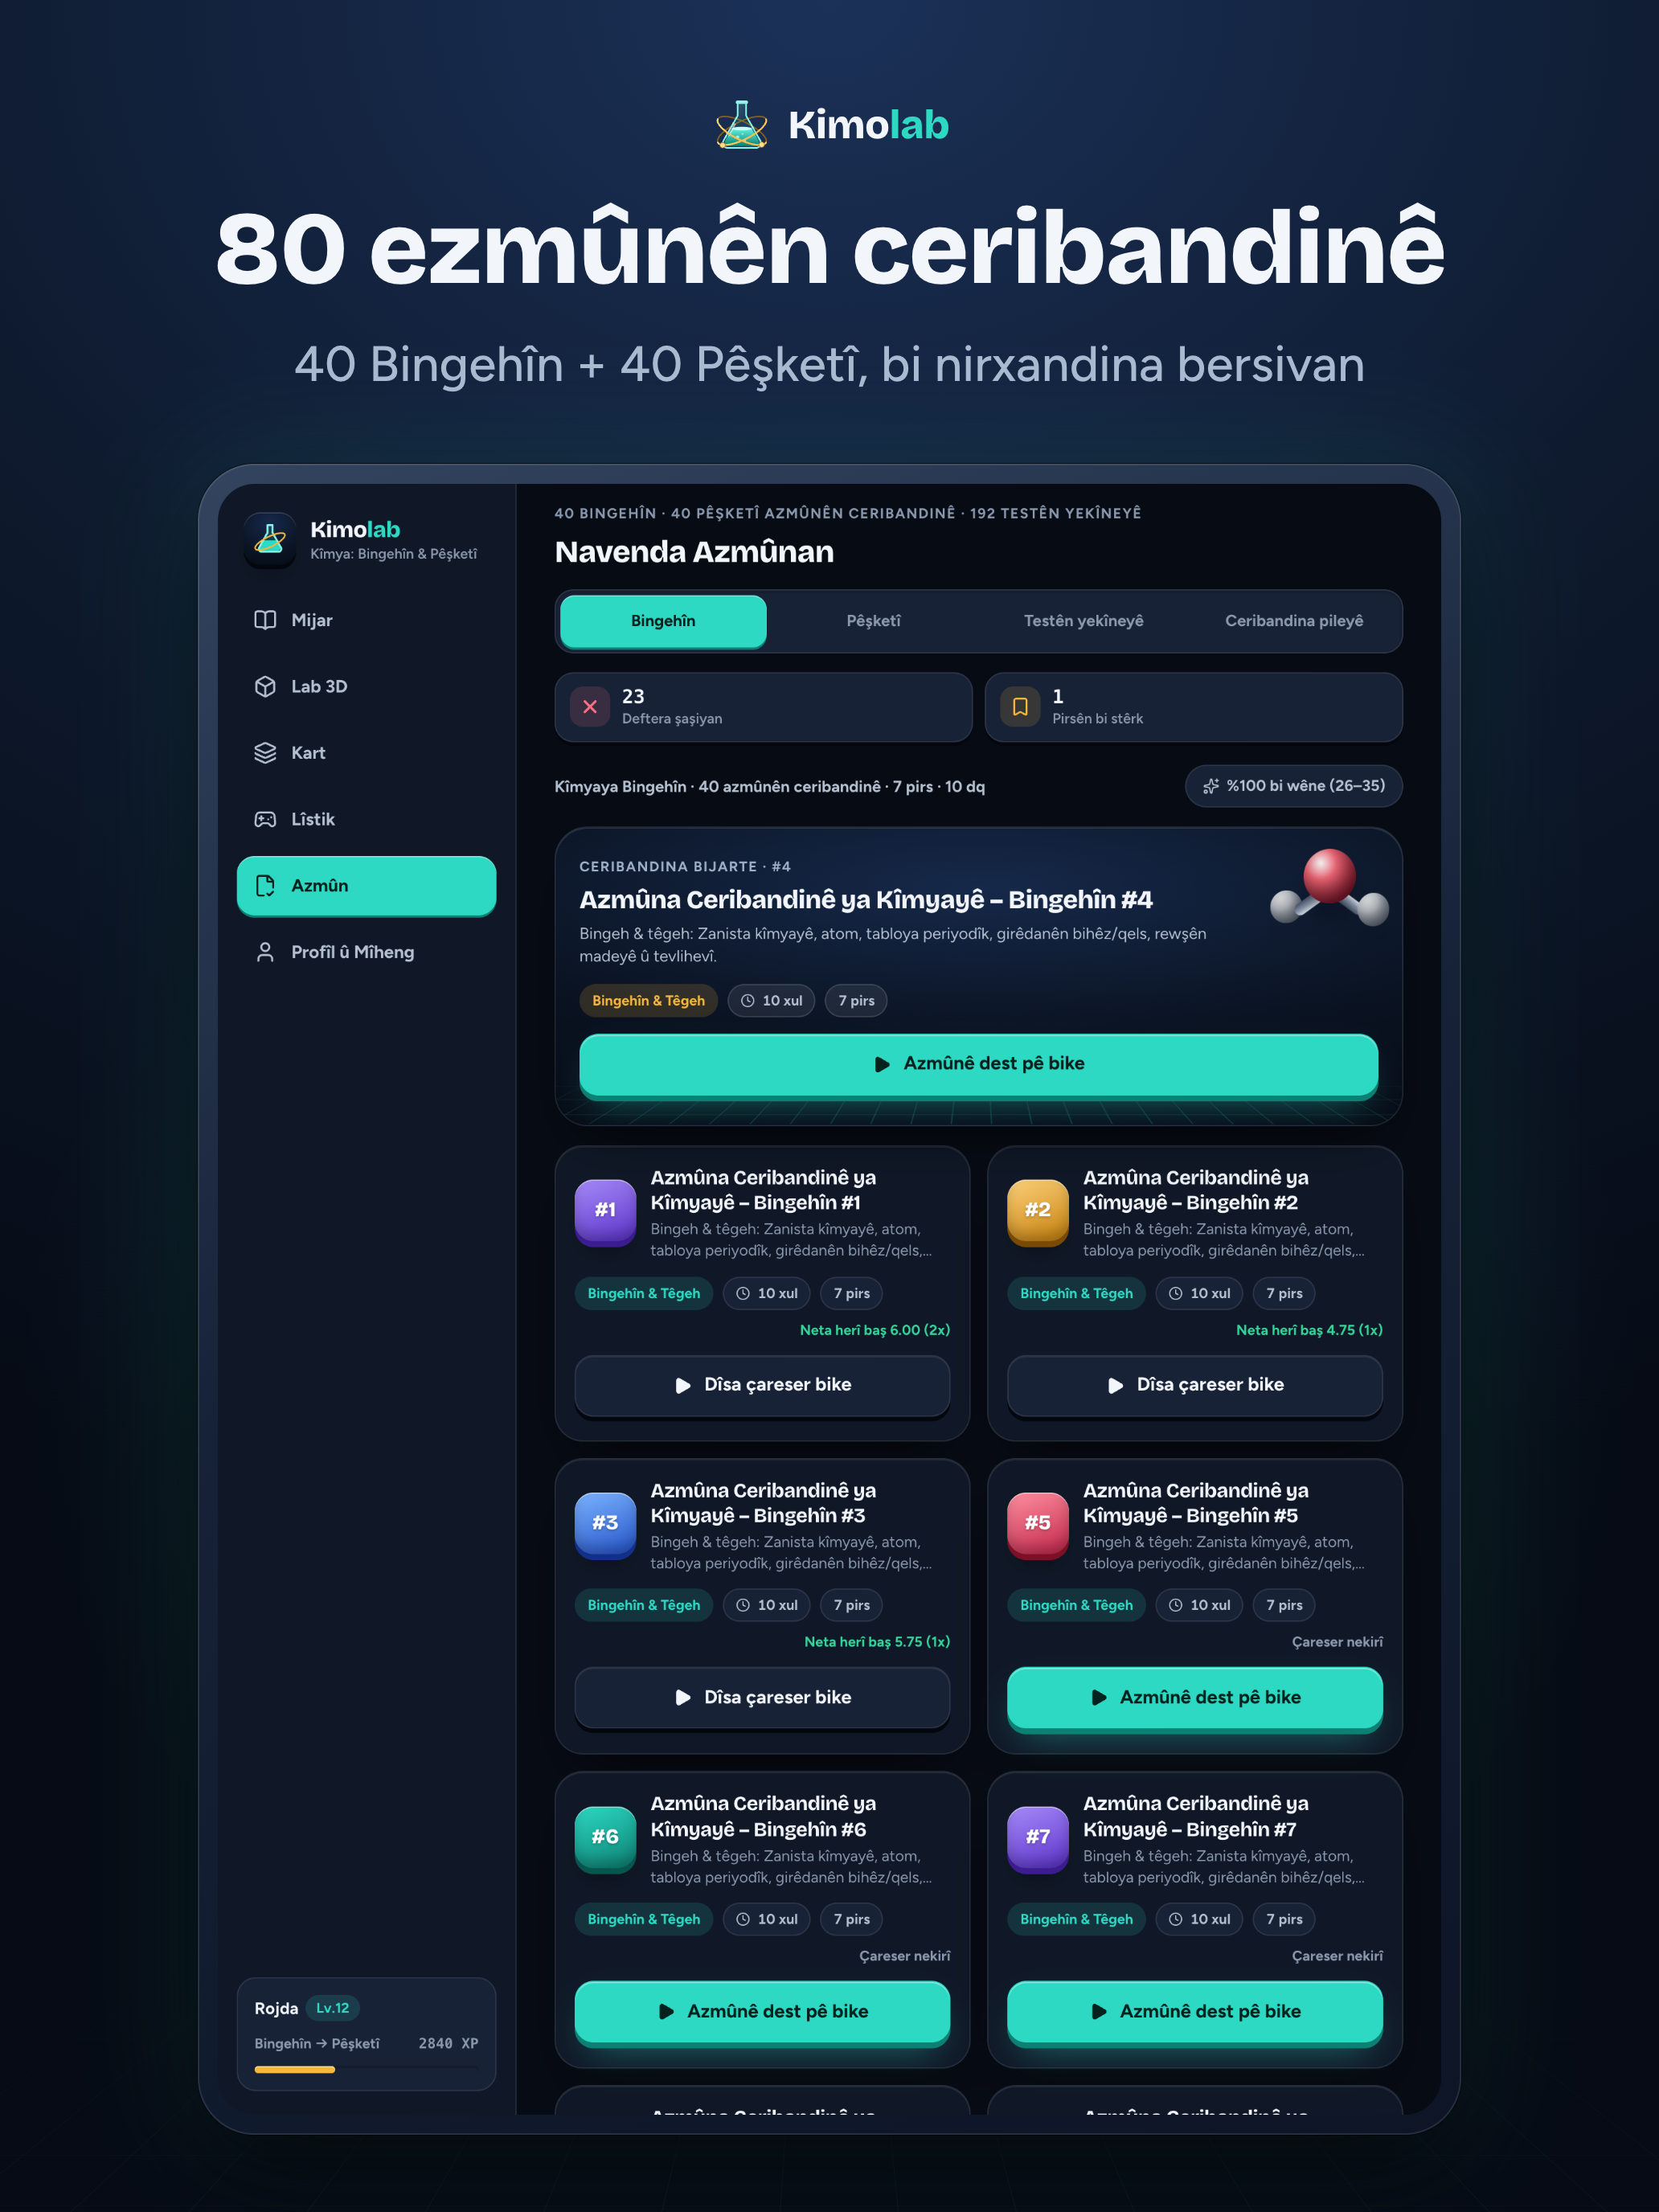 Kimolab
80 ezmûnên ceribandinê
40 Bingehîn + 40 Pêşketî, bi nirxandina bersivan
Kimolab
Kîmya: Bingehîn & Pêşketî
Mijar
Lab 3D
Kart
Lîstik
Azmûn
Profîl û Mîheng
Rojda Lv.12
Bingehîn → Pêşketî 2840 XP
40 BINGEHÎN · 40 PÊŞKETÎ AZMÛNÊN CERIBANDINÊ · 192 TESTÊN YEKÎNEYÊ
Navenda Azmûnan
Bingehîn Pêşketî Testên yekîneyê Ceribandina pileyê
23
Deftera şaşiyan
1
Pirsên bi stêrk
Kîmyaya Bingehîn · 40 azmûnên ceribandinê · 7 pirs · 10 dq
%100 bi wêne (26–35)
CERIBANDINA BIJARTE · #4
Azmûna Ceribandinê ya Kîmyayê – Bingehîn #4
Bingeh & têgeh: Zanista kîmyayê, atom, tabloya periyodîk, girêdanên bihêz/qels, rewşên
madeyê û tevlihevî.
Bingehîn & Têgeh 10 xul 7 pirs
Azmûnê dest pê bike
#1
Azmûna Ceribandinê ya
Kîmyayê – Bingehîn #1
Bingeh & têgeh: Zanista kîmyayê, atom,
tabloya periyodîk, girêdanên bihêz/qels,...
Bingehîn & Têgeh 10 xul 7 pirs
Neta herî baş 6.00 (2x)
Dîsa çareser bike
#2
Azmûna Ceribandinê ya
Kîmyayê – Bingehîn #2
Bingeh & têgeh: Zanista kîmyayê, atom,
tabloya periyodîk, girêdanên bihêz/qels,...
Bingehîn & Têgeh 10 xul 7 pirs
Neta herî baş 4.75 (1x)
Dîsa çareser bike
#3
Azmûna Ceribandinê ya
Kîmyayê – Bingehîn #3
Bingeh & têgeh: Zanista kîmyayê, atom,
tabloya periyodîk, girêdanên bihêz/qels,...
Bingehîn & Têgeh 10 xul 7 pirs
Neta herî baş 5.75 (1x)
Dîsa çareser bike
#5
Azmûna Ceribandinê ya
Kîmyayê – Bingehîn #5
Bingeh & têgeh: Zanista kîmyayê, atom,
tabloya periyodîk, girêdanên bihêz/qels,...
Bingehîn & Têgeh 10 xul 7 pirs
Çareser nekirî
Azmûnê dest pê bike
#6
Azmûna Ceribandinê ya
Kîmyayê – Bingehîn #6
Bingeh & têgeh: Zanista kîmyayê, atom,
tabloya periyodîk, girêdanên bihêz/qels,...
Bingehîn & Têgeh 10 xul 7 pirs
Çareser nekirî
Azmûnê dest pê bike
#7
Azmûna Ceribandinê ya
Kîmyayê – Bingehîn #7
Bingeh & têgeh: Zanista kîmyayê, atom,
tabloya periyodîk, girêdanên bihêz/qels,...
Bingehîn & Têgeh 10 xul 7 pirs
Çareser nekirî
Azmûnê dest pê bike